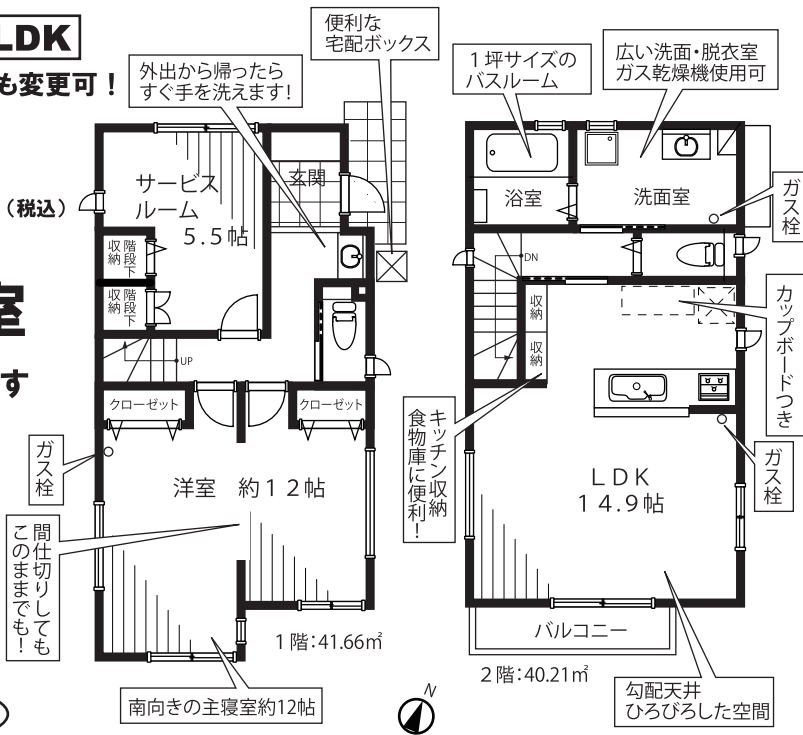 LDK
も変更可！
（税込）
室
す
外出から帰ったら
すぐ手を洗えます!
便利な
宅配ボックス
サービス
ルーム
5.5帖
玄関
階段下
収納
階段下
収納
UP
クローゼット
クローゼット
ガス栓
洋室 約12帖
間仕切りしても
このままでも！
1階:41.66㎡
南向きの主寝室約12帖
1坪サイズの
バスルーム
広い洗面・脱衣室
ガス乾燥機使用可
浴室
洗面室
ガス栓
DN
収納
収納
カップボードつき
キッチン収納
食物庫に便利！
LDK
14.9帖
ガス栓
バルコニー
2階:40.21㎡
勾配天井
ひろびろした空間
N